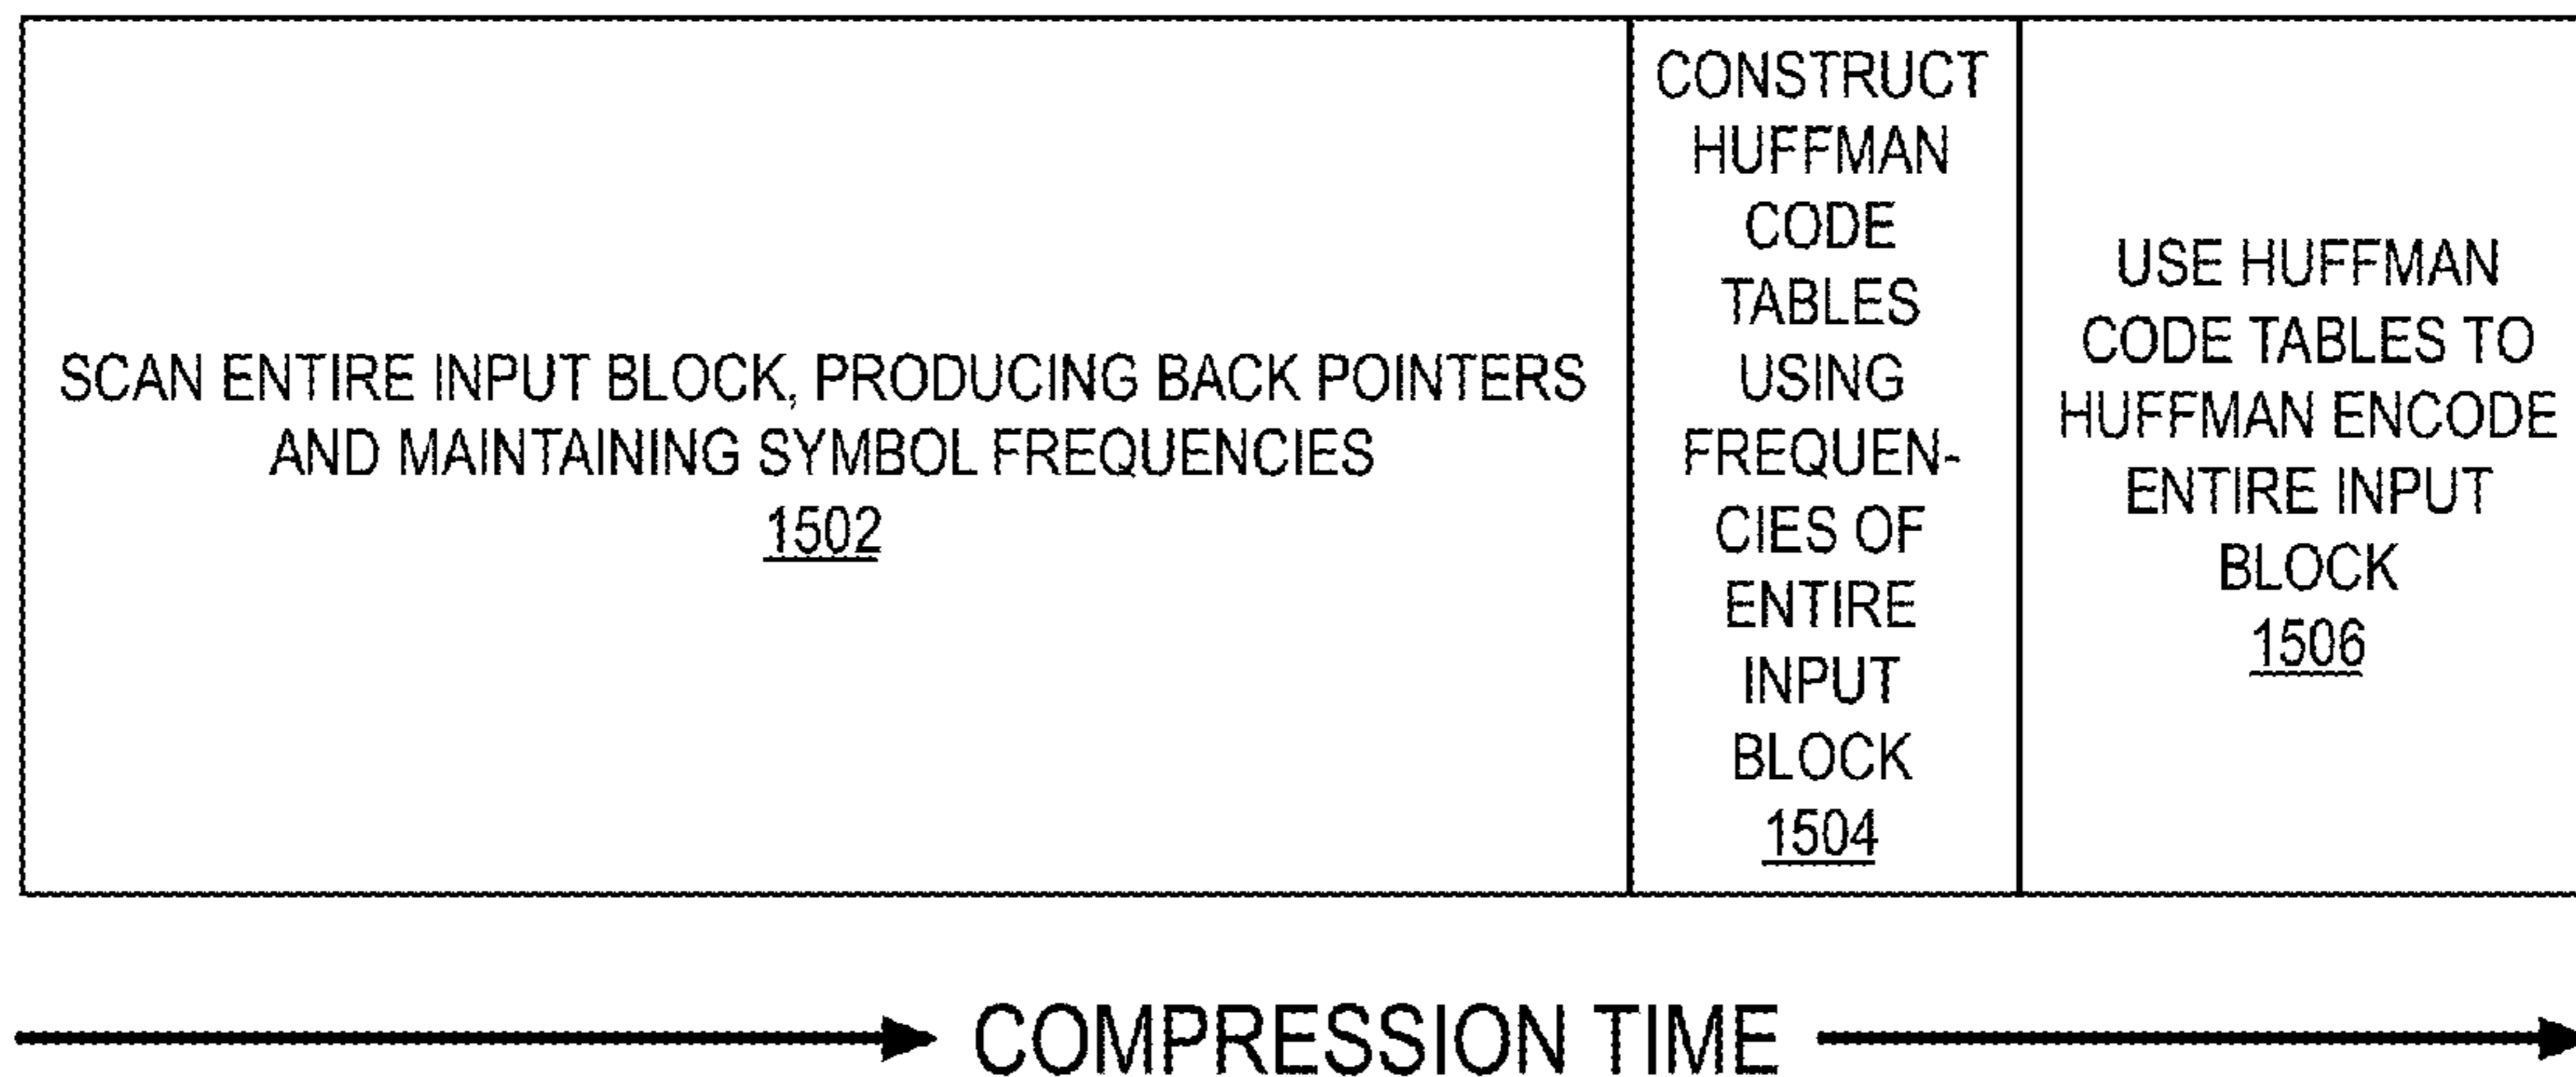 SCAN ENTIRE INPUT BLOCK, PRODUCING BACK POINTERS
AND MAINTAINING SYMBOL FREQUENCIES
1502
CONSTRUCT
HUFFMAN
CODE
TABLES
USING
FREQUEN-
CIES OF
ENTIRE
INPUT
BLOCK
1504
USE HUFFMAN
CODE TABLES TO
HUFFMAN ENCODE
ENTIRE INPUT
BLOCK
1506
COMPRESSION TIME